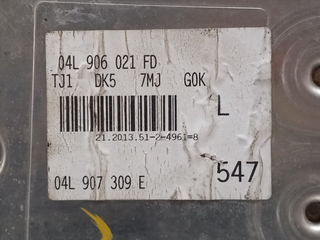 04L 906 021 FD
TJ1 DK5 7MJ G0K
L
21.2013.51-2-4961=8
547
04L 907 309 E